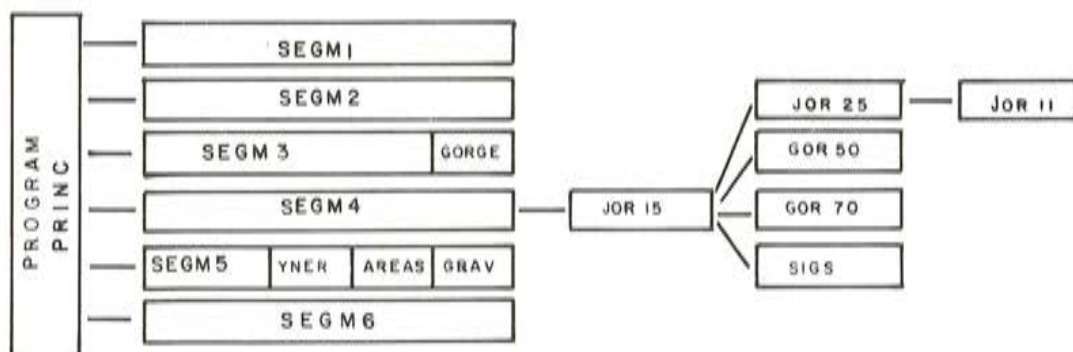 PROGRAM
PRINC
SEGM1
SEGM2
SEGM 3
GORGE
SEGM4
SEGM5
YNER
AREAS
GRAV
SEGM6
JOR 15
JOR 25
JOR 11
GOR 50
GOR 70
SIGS